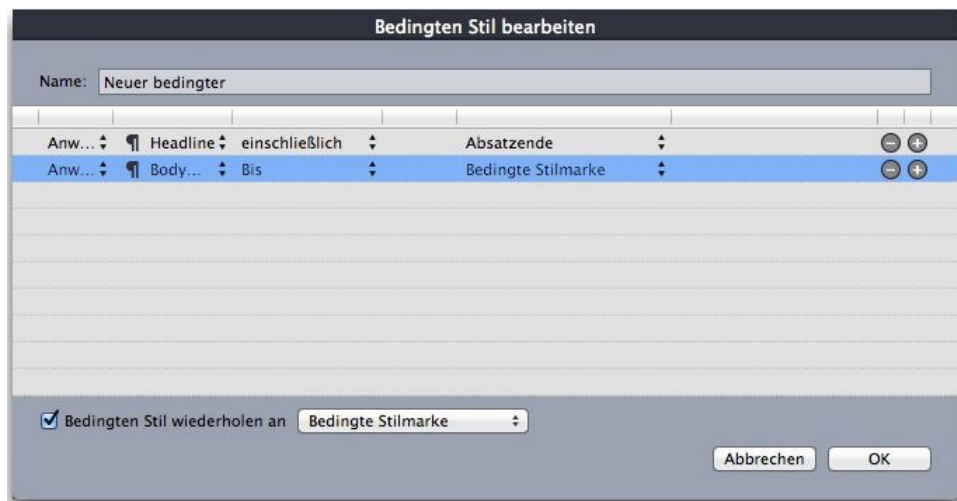 Bedingten Stil bearbeiten
Name: Neuer bedingter
Anw... ¶ Headline einschließlich Absatzende
Anw... ¶ Body... Bis Bedingte Stilmarke
Bedingten Stil wiederholen an Bedingte Stilmarke
Abbrechen OK